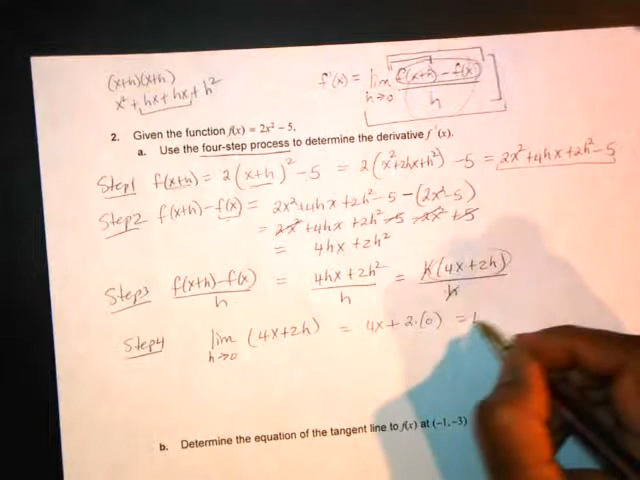 (x+h)(x+h)
x² + hx + hx + h²
f'(x) = lim h→0 (f(x+h) - f(x)) / h
2. Given the function f(x) = 2x² – 5,
a. Use the four-step process to determine the derivative f '(x).
Step1 f(x+h) = 2(x+h)² - 5 = 2(x²+2hx+h²) - 5 = 2x²+4hx+2h²-5
Step2 f(x+h)-f(x) = 2x²+4hx+2h²-5-(2x²-5)
= 2x² +4hx +2h² -5 -2x² +5
= 4hx + 2h²
Step3 (f(x+h)-f(x)) / h = (4hx + 2h²) / h = h(4x+2h) / h
Step4 lim h→0 (4x+2h) = 4x + 2·(0) =
b. Determine the equation of the tangent line to f(x) at (−1,−3)